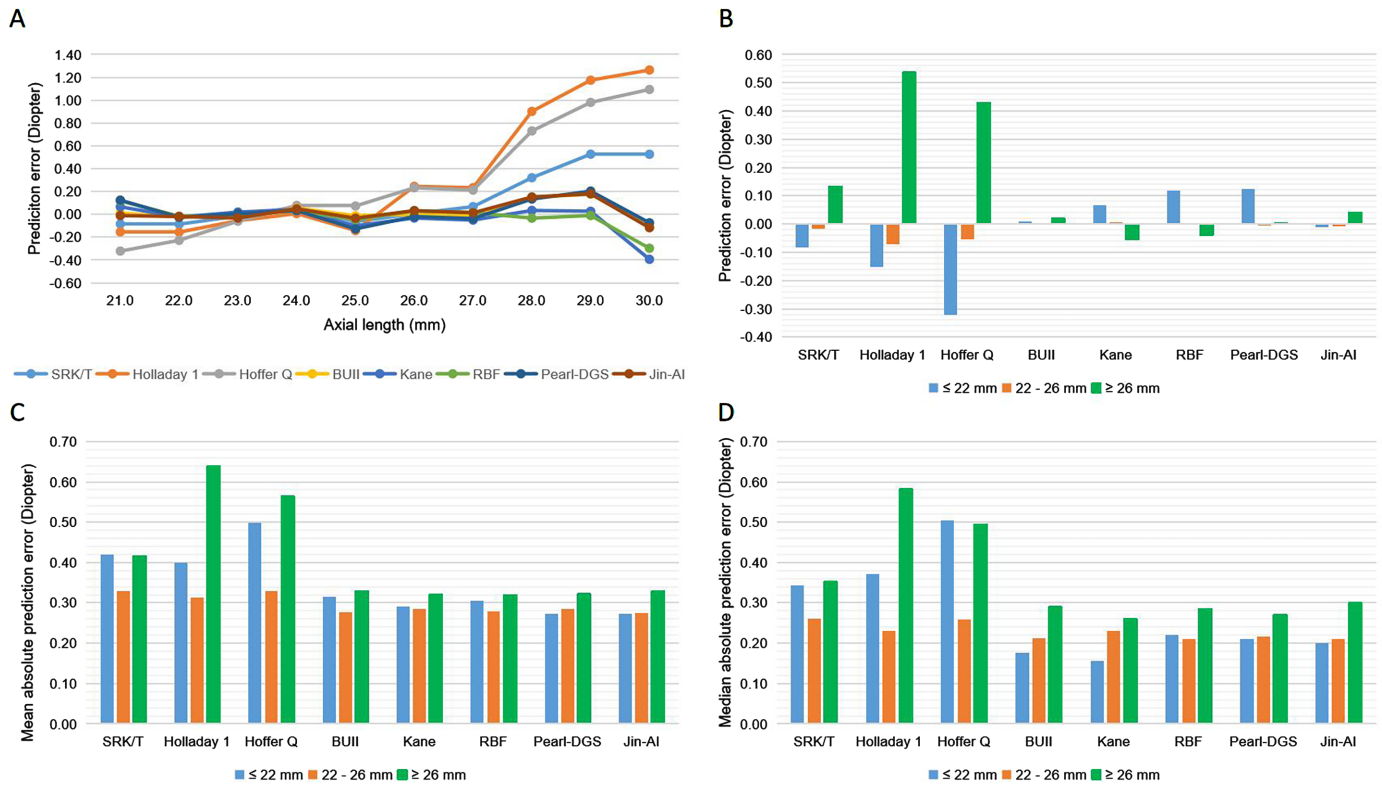 A
Prediciton error (Diopter)
1.40
1.20
1.00
0.80
0.60
0.40
0.20
0.00
-0.20
-0.40
-0.60
21.0 22.0 23.0 24.0 25.0 26.0 27.0 28.0 29.0 30.0
Axial length (mm)
SRK/T Holladay 1 Hoffer Q BUII Kane RBF Pearl-DGS Jin-AI
B
Prediction error (Diopter)
0.60
0.50
0.40
0.30
0.20
0.10
0.00
-0.10
-0.20
-0.30
-0.40
SRK/T Holladay 1 Hoffer Q BUII Kane RBF Pearl-DGS Jin-AI
≤ 22 mm 22 - 26 mm ≥ 26 mm
C
Mean absolute prediction error (Diopter)
0.70
0.60
0.50
0.40
0.30
0.20
0.10
0.00
SRK/T Holladay 1 Hoffer Q BUII Kane RBF Pearl-DGS Jin-AI
≤ 22 mm 22 - 26 mm ≥ 26 mm
D
Median absolute prediction error (Diopter)
0.70
0.60
0.50
0.40
0.30
0.20
0.10
0.00
SRK/T Holladay 1 Hoffer Q BUII Kane RBF Pearl-DGS Jin-AI
≤ 22 mm 22 - 26 mm ≥ 26 mm